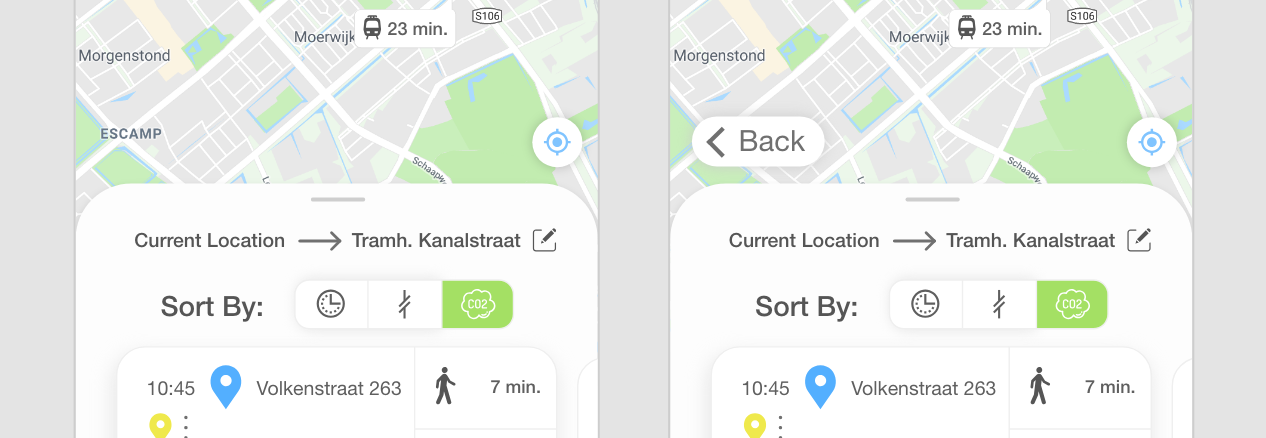 S106
23 min.
Moerwijk
Morgenstond
ESCAMP
Schaapw
Current Location
Tramh. Kanalstraat
Sort By:
CO2
10:45
Volkenstraat 263
7 min.
S106
23 min.
Moerwijk
Morgenstond
Back
Schaapw
Current Location
Tramh. Kanalstraat
Sort By:
CO2
10:45
Volkenstraat 263
7 min.